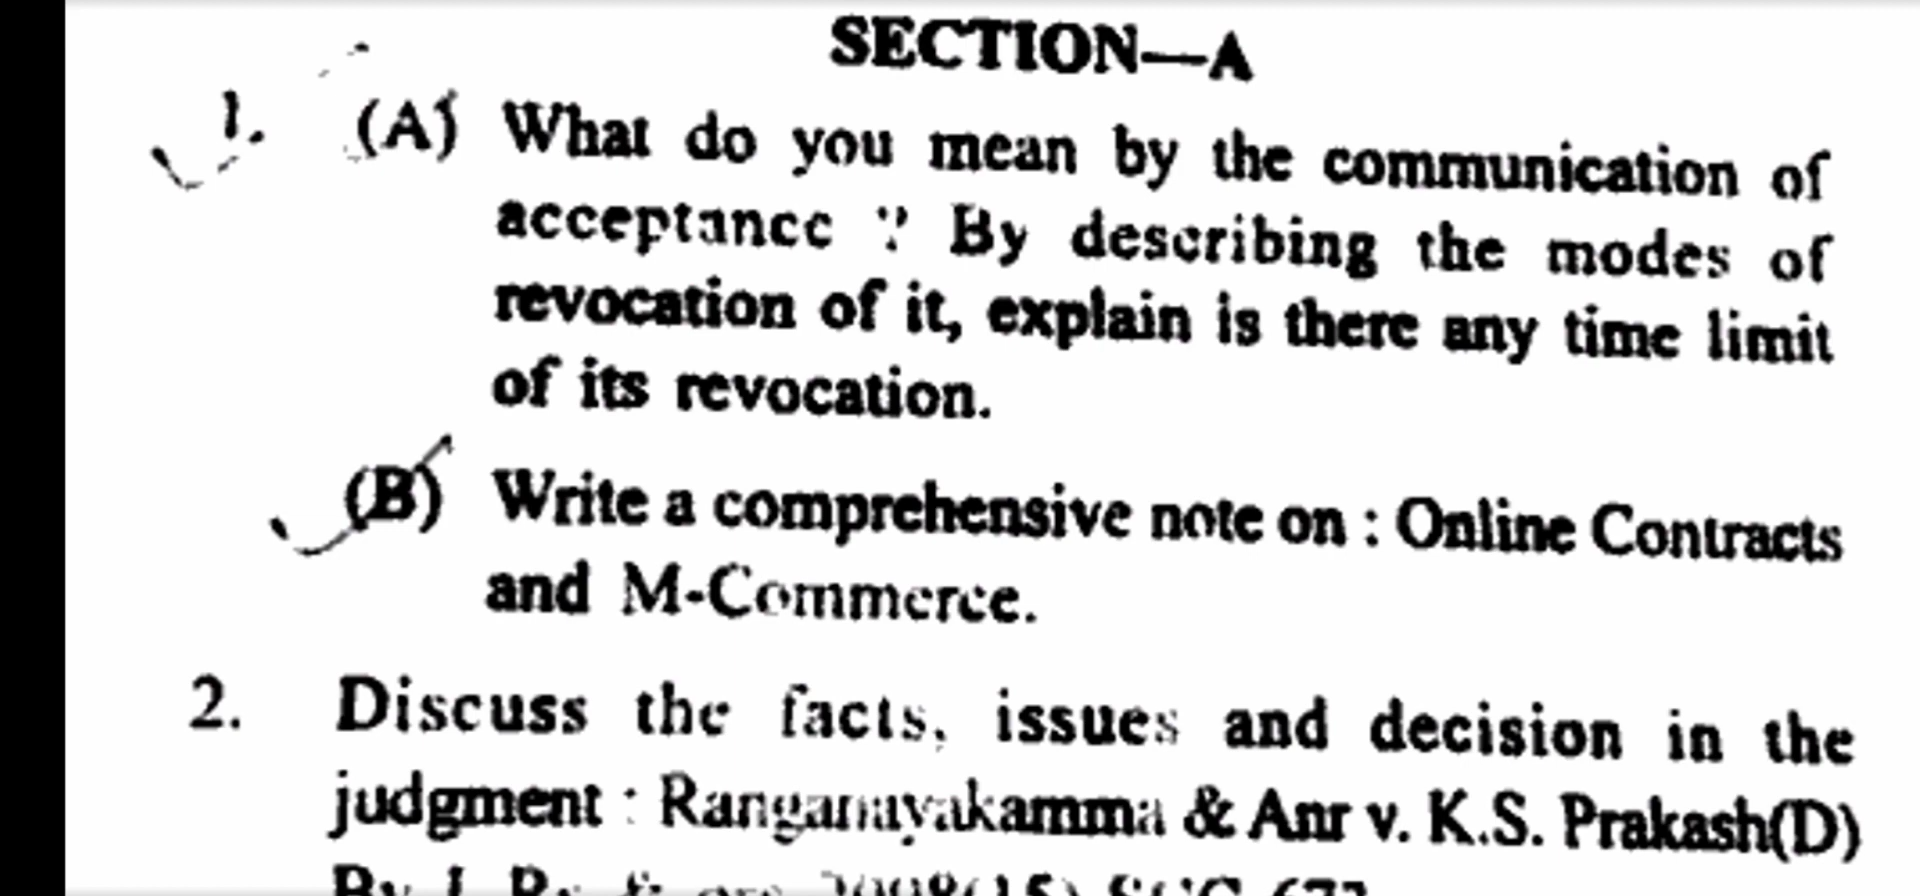 SECTION—A
1. (A) What do you mean by the communication of
acceptance ? By describing the modes of
revocation of it, explain is there any time limit
of its revocation.
(B) Write a comprehensive note on : Online Contracts
and M-Commerce.
2. Discuss the facts, issues and decision in the
judgment : Ranganayakamma & Anr v. K.S. Prakash(D)
By